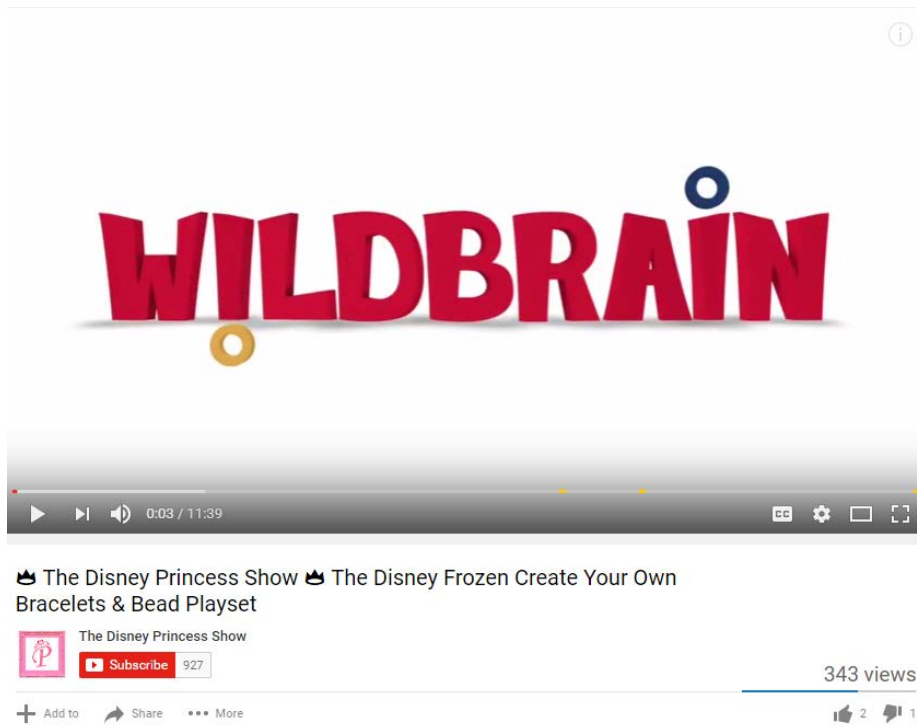 WILDBRAIN
0:03 / 11:39
CC
The Disney Princess Show The Disney Frozen Create Your Own
Bracelets & Bead Playset
P
The Disney Princess Show
Subscribe 927
343 views
Add to Share More
2 1